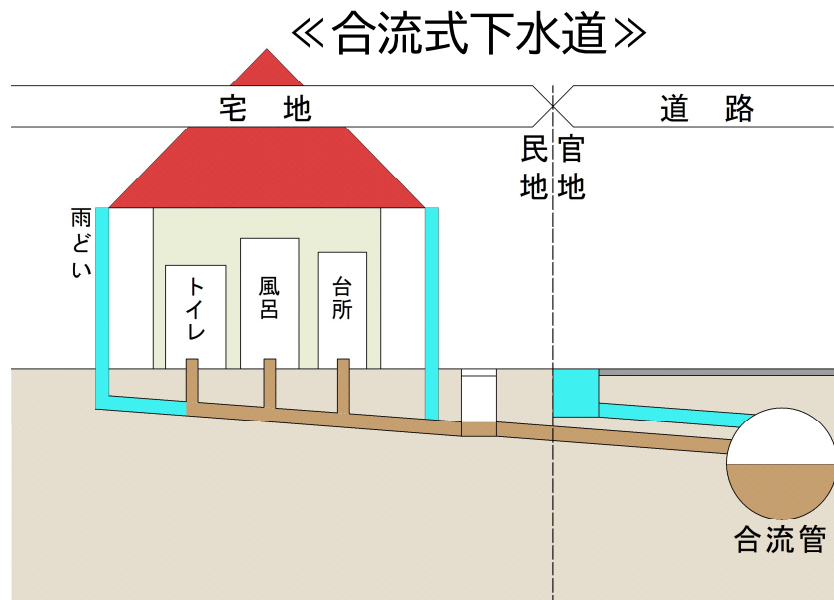 ≪合流式下水道≫
宅地
道路
民地
官地
雨どい
トイレ
風呂
台所
合流管